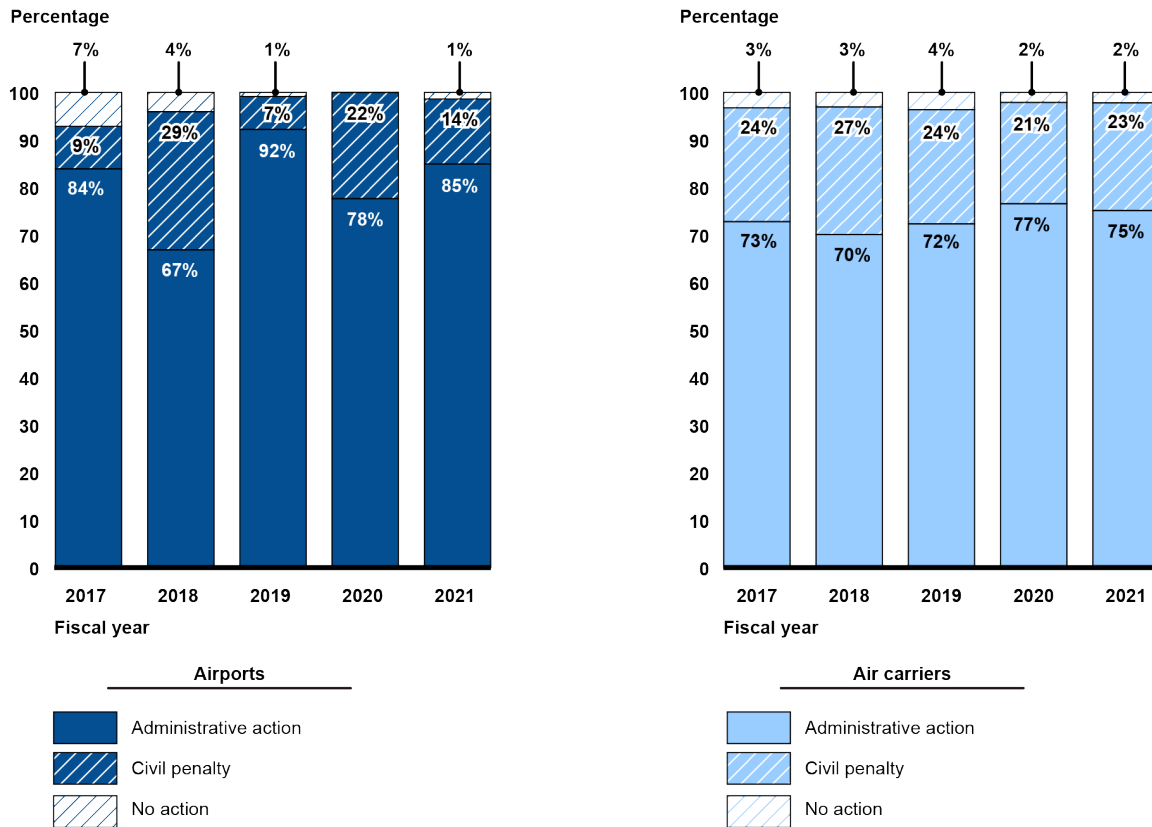 Percentage
7% 4% 1% 1%
100
90
80
70
60
50
40
30
20
10
0
9% 29% 7% 22% 14%
84% 67% 92% 78% 85%
2017 2018 2019 2020 2021
Fiscal year
Airports
Administrative action
Civil penalty
No action
Percentage
3% 3% 4% 2% 2%
100
90
80
70
60
50
40
30
20
10
0
24% 27% 24% 21% 23%
73% 70% 72% 77% 75%
2017 2018 2019 2020 2021
Fiscal year
Air carriers
Administrative action
Civil penalty
No action